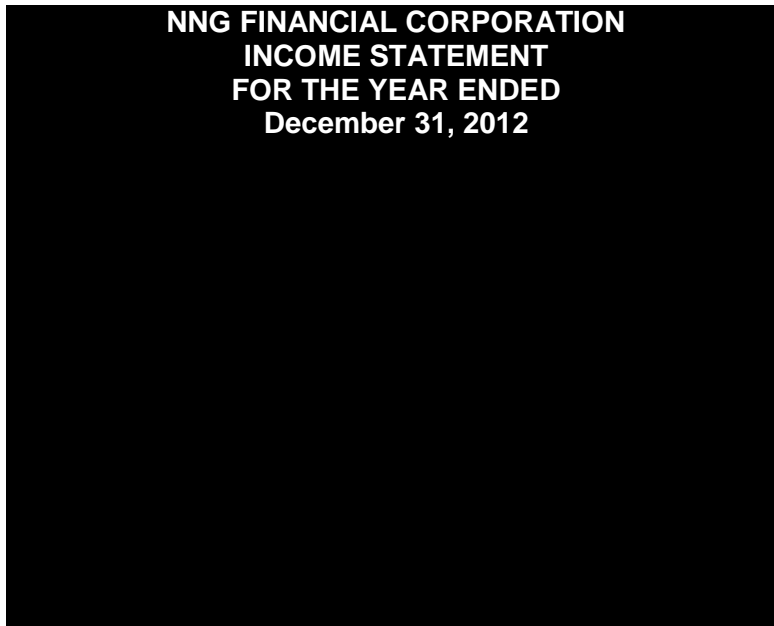 NNG FINANCIAL CORPORATION
INCOME STATEMENT
FOR THE YEAR ENDED
December 31, 2012